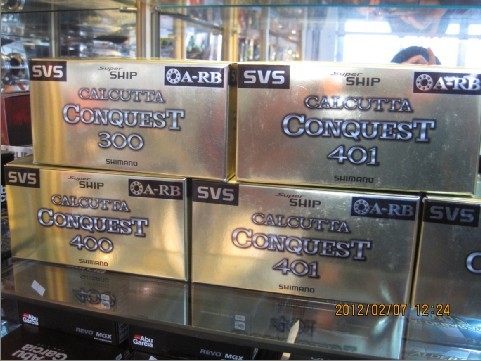 SVS
Super
SHIP
A-RB
CALCUTTA
CONQUEST
300
SHIMANO
SVS
Super
SHIP
A-RB
CALCUTTA
CONQUEST
401
SHIMANO
SVS
Super
SHIP
A-RB
CALCUTTA
CONQUEST
400
SHIMANO
SVS
Super
SHIP
A-RB
CALCUTTA
CONQUEST
401
SHIMANO
SVS
2012/02/07 12:24
Abu
Garcia
REVO MGX
Abu
Garcia